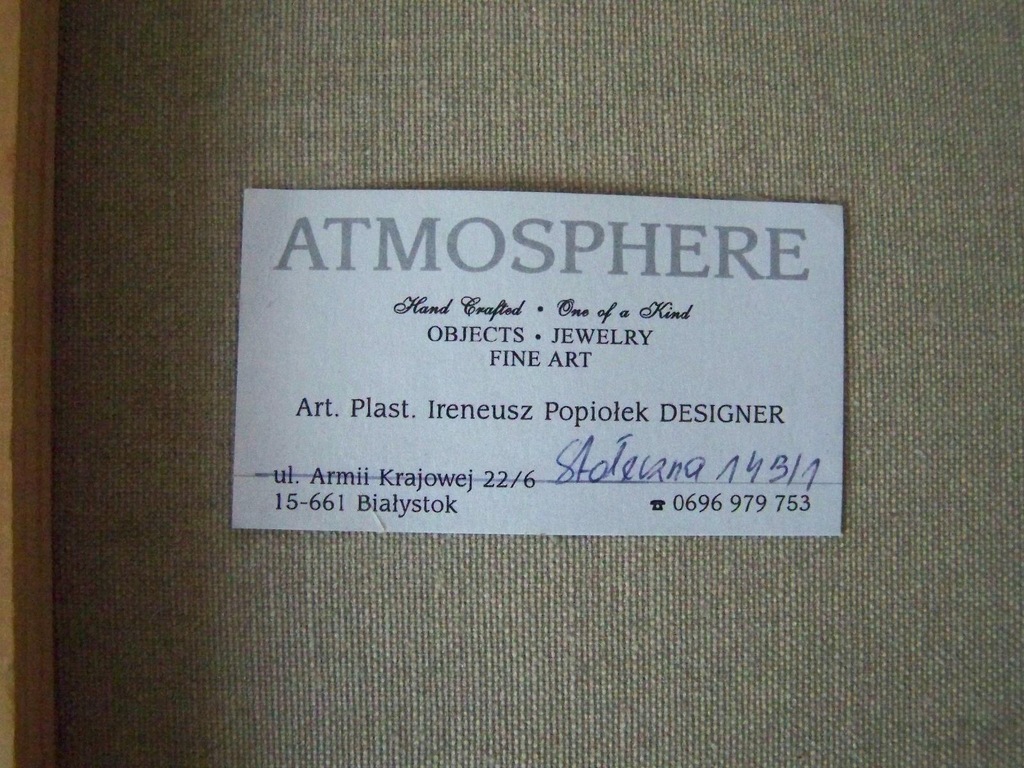 ATMOSPHERE
Hand Crafted • One of a Kind
OBJECTS • JEWELRY
FINE ART
Art. Plast. Ireneusz Popiołek DESIGNER
ul. Armii Krajowej 22/6 Stołeczna 14B/1
15-661 Białystok
☎ 0696 979 753